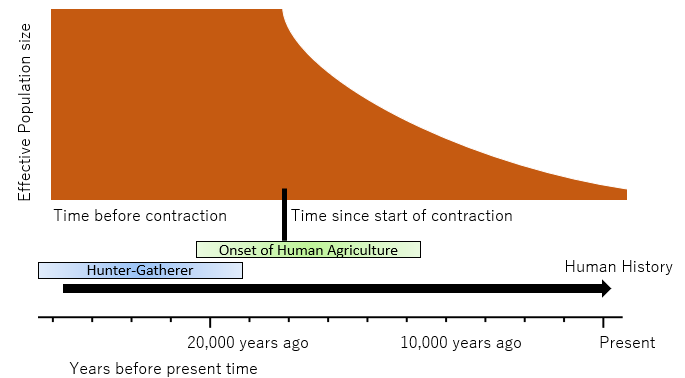 Effective Population size
Time before contraction
Time since start of contraction
Onset of Human Agriculture
Hunter-Gatherer
Human History
20,000 years ago
10,000 years ago
Present
Years before present time